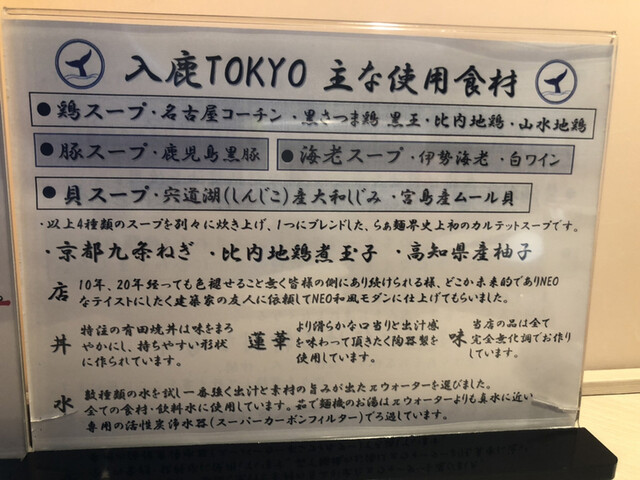 入鹿TOKYO 主な使用食材
●鶏スープ・名古屋コーチン・黒さつま鶏 黒王・比内地鶏・山水地鶏
●豚スープ・鹿児島黒豚
●海老スープ・伊勢海老・白ワイン
●貝スープ・宍道湖(しんじこ)産大和しじみ・宮島産ムール貝
・以上4種類のスープを別々に炊き上げ、1つにブレンドした、らぁ麺界史上初のカルテットスープです。
・京都九条ねぎ ・比内地鶏煮玉子 ・高知県産柚子
店
10年、20年経っても色褪せること無く皆様の側にあり続けられる様、どこか未来的でありNEO
なテイストにしたく建築家の友人に依頼してNEO和風モダンに仕上げてもらいました。
丼
特注の有田焼丼は味をまろ
やかにし、持ちやすい形状
に作られています。
蓮華
より滑らかな口当りと出汁感
を味わって頂きたく陶器製を
使用しています。
味
当店の品は全て
完全無化調でお作り
しています。
水
数種類の水を試し一番強く出汁と素材の旨みが出たπウォーターを選びました。
全ての食材・飲料水に使用しています。品で麺機のお湯はπウォーターよりも真水に近い
専用の活性炭浄水器(スーパーカーボンフィルター)でろ過しています。